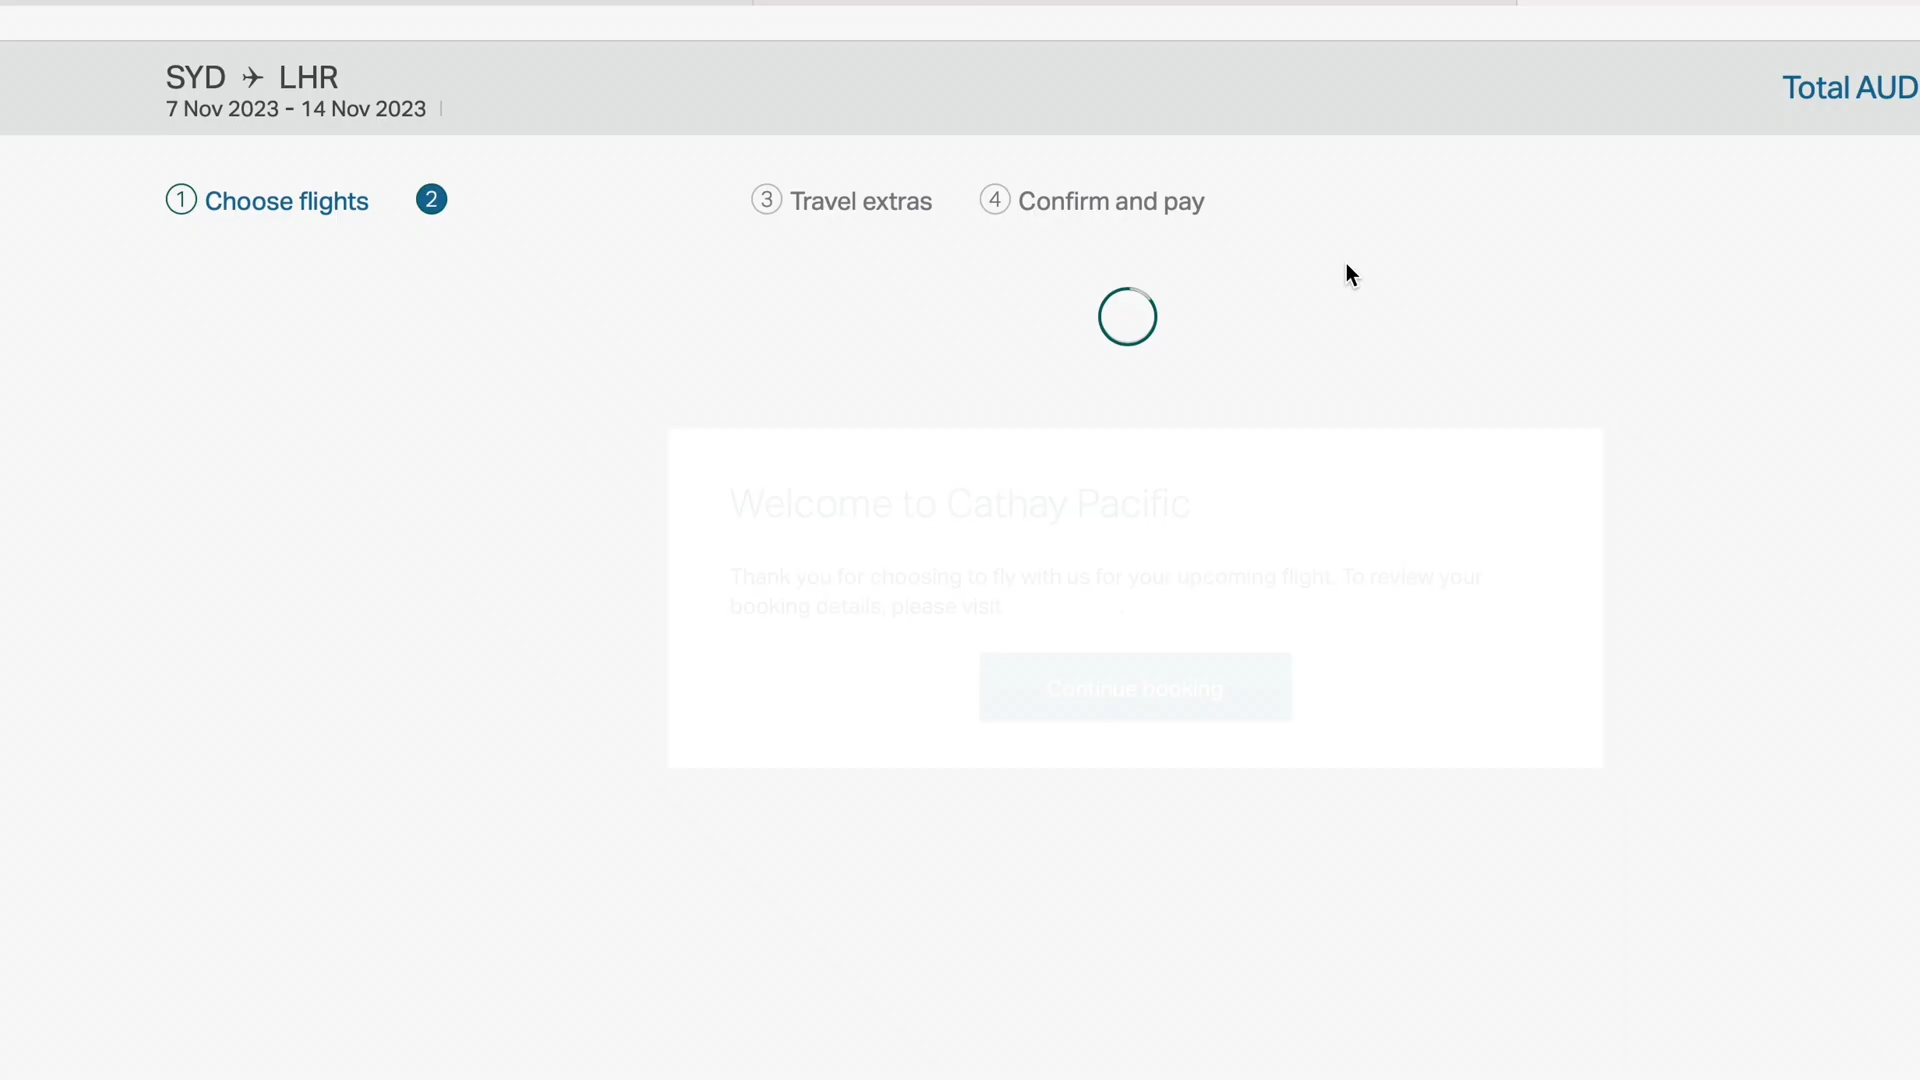 SYD ✈ LHR
7 Nov 2023 - 14 Nov 2023
Total AUD
1 Choose flights
2
3 Travel extras
4 Confirm and pay
Welcome to Cathay Pacific
Thank you for choosing to fly with us for your upcoming flight. To review your
booking details, please visit .
Continue booking